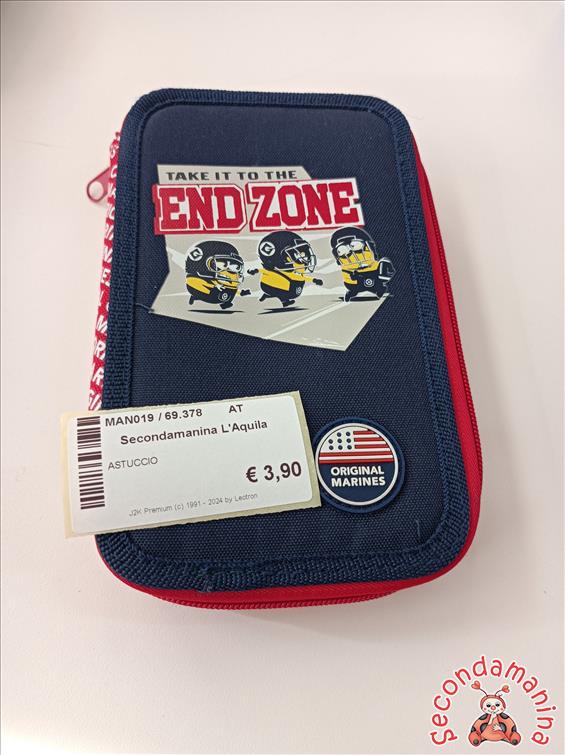 TAKE IT TO THE
END ZONE
MAN019 / 69.378 AT
Secondamanina L'Aquila
ASTUCCIO
€ 3,90
J2K Premium (c) 1991 - 2024 by Leotron
ORIGINAL
MARINES
Secondamanina